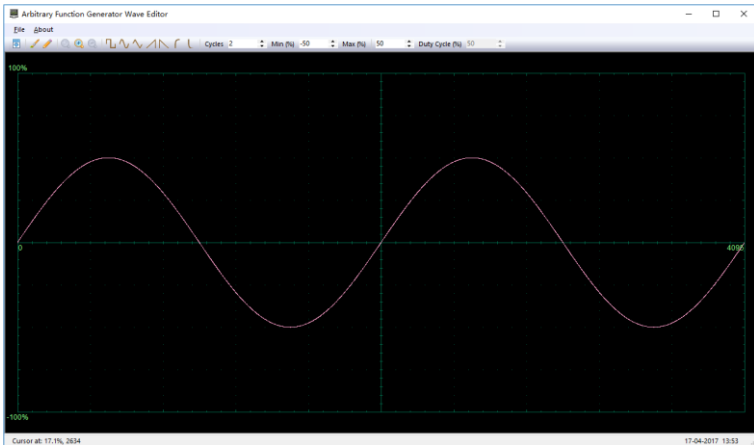 Arbitrary Function Generator Wave Editor
File About
Cycles 2 Min (%) -50 Max (%) 50 Duty Cycle (%) 50
100%
0 4095
-100%
Cursor at: 17.1%, 2634 17-04-2017 13:53